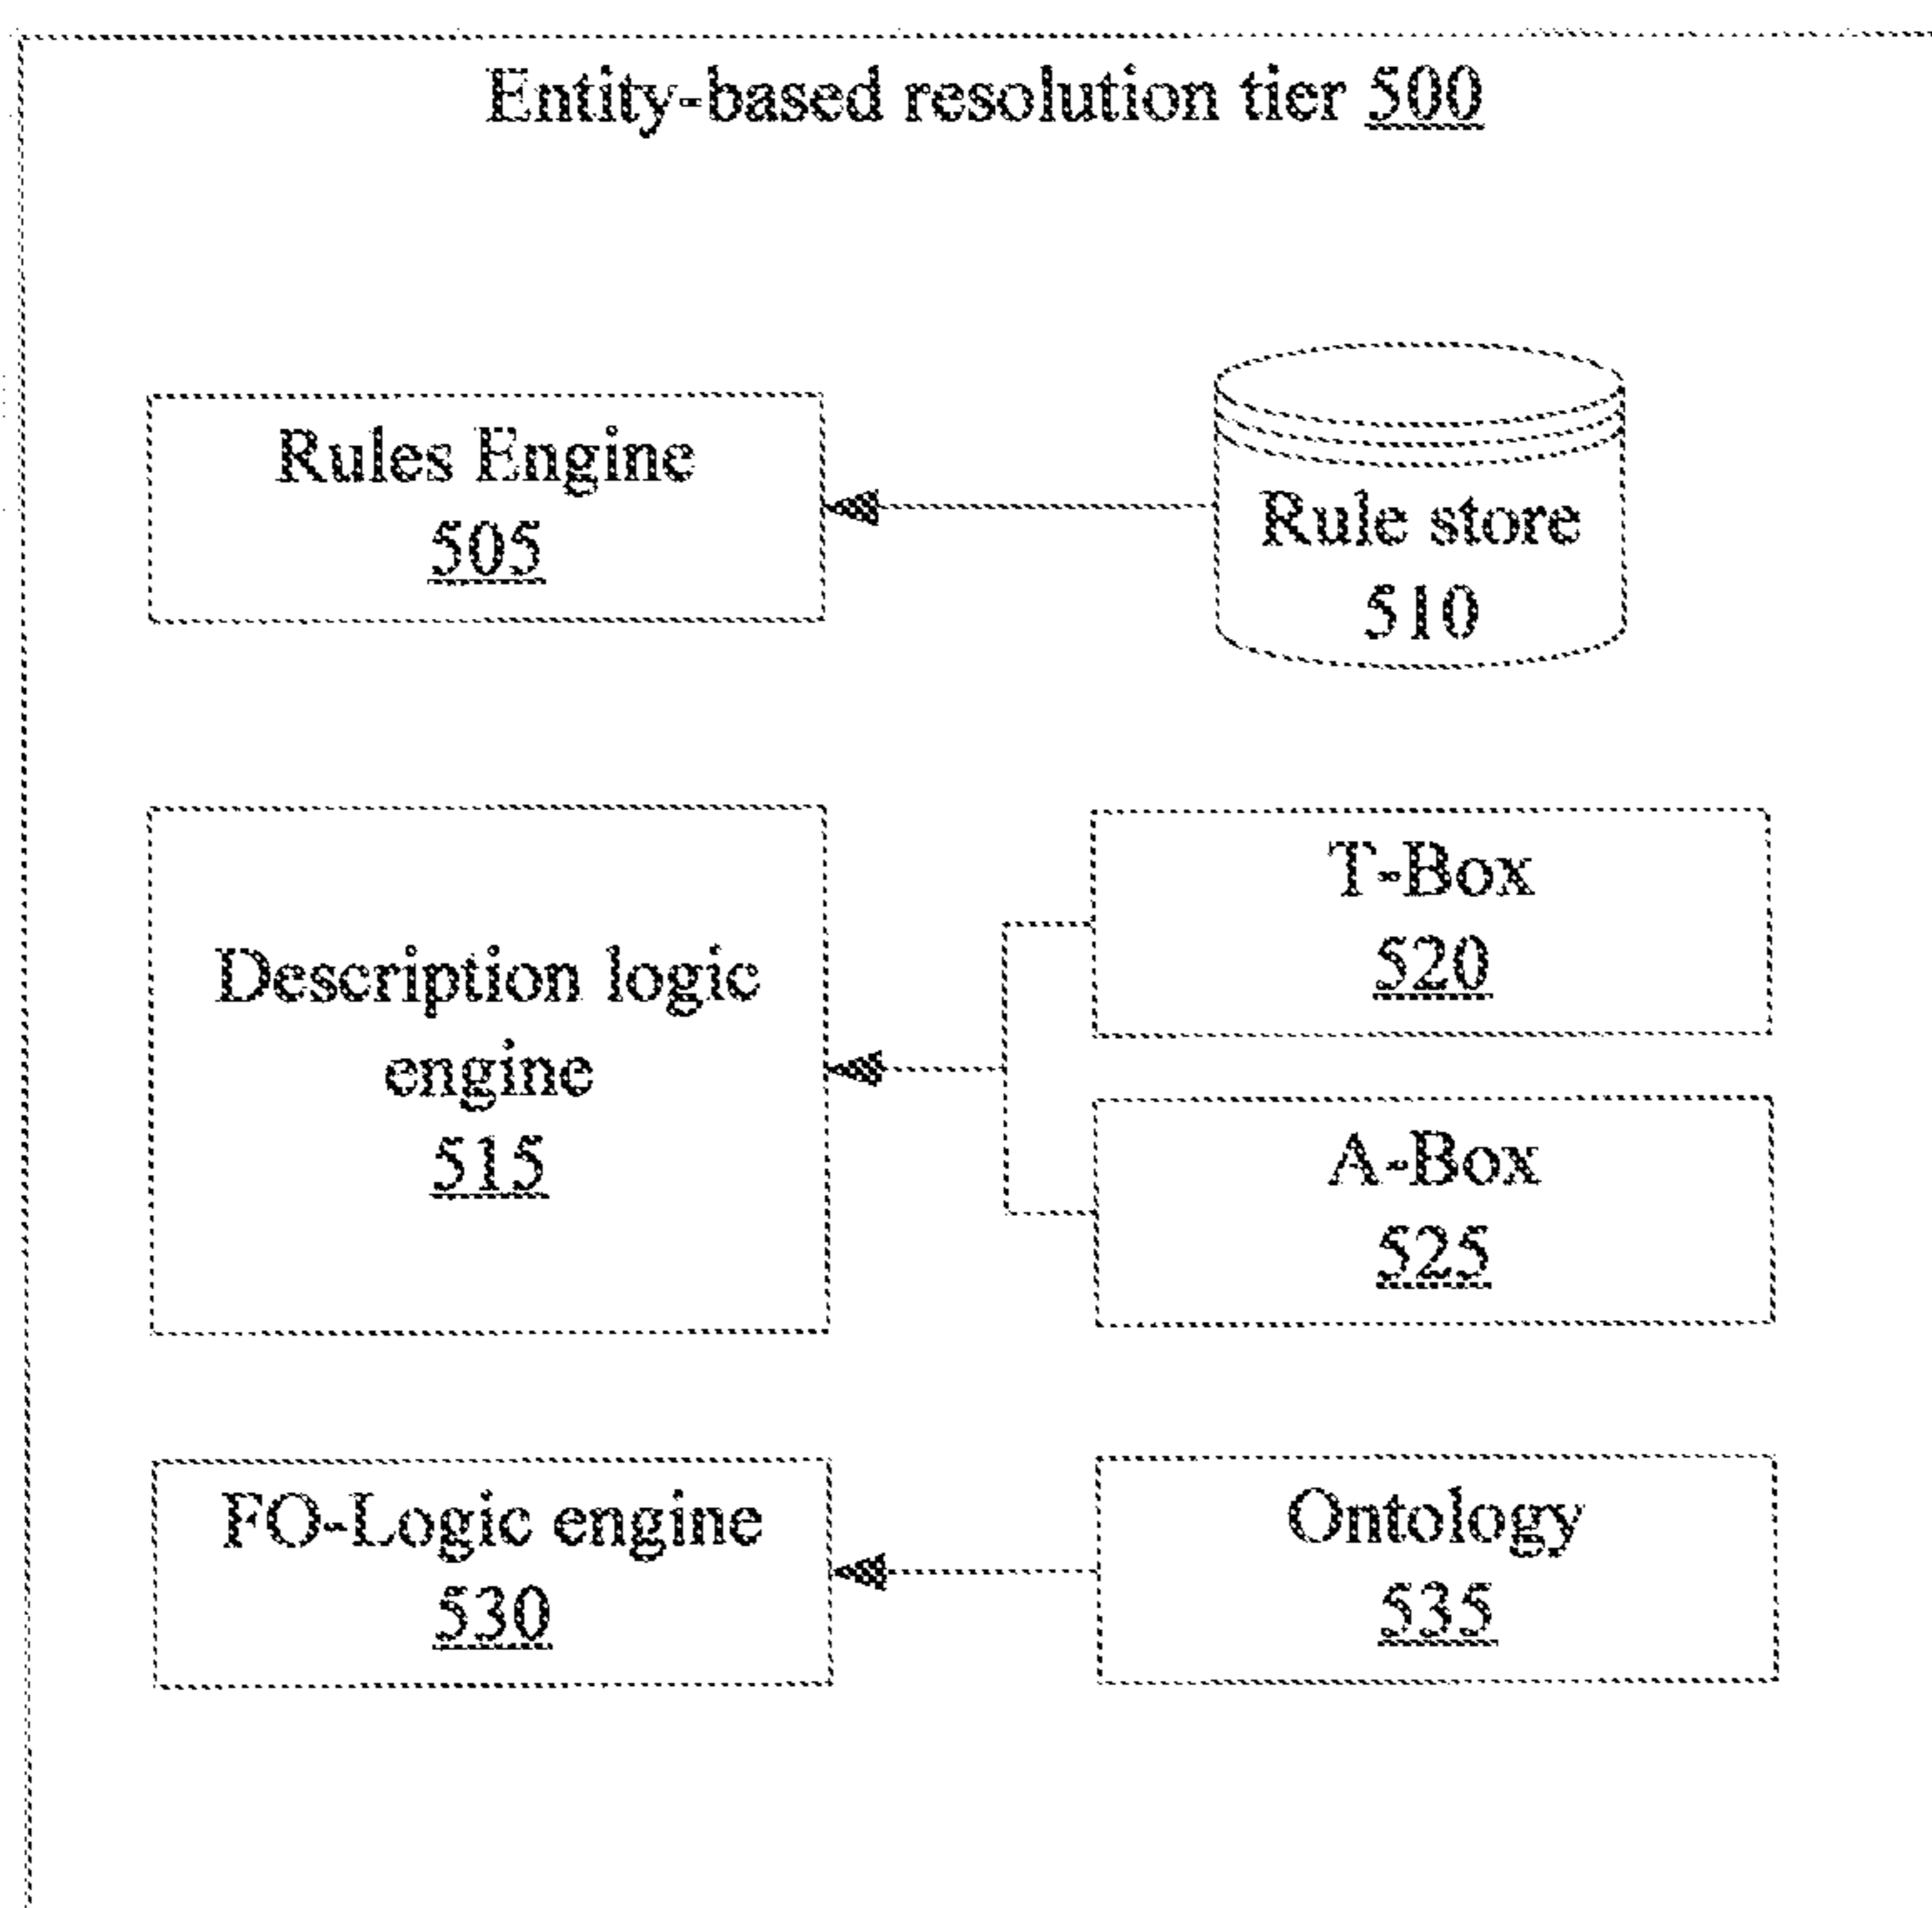 Entity-based resolution tier 500
Rules Engine
505
Rule store
510
Description logic
engine
515
T-Box
520
A-Box
525
FO-Logic engine
530
Ontology
535